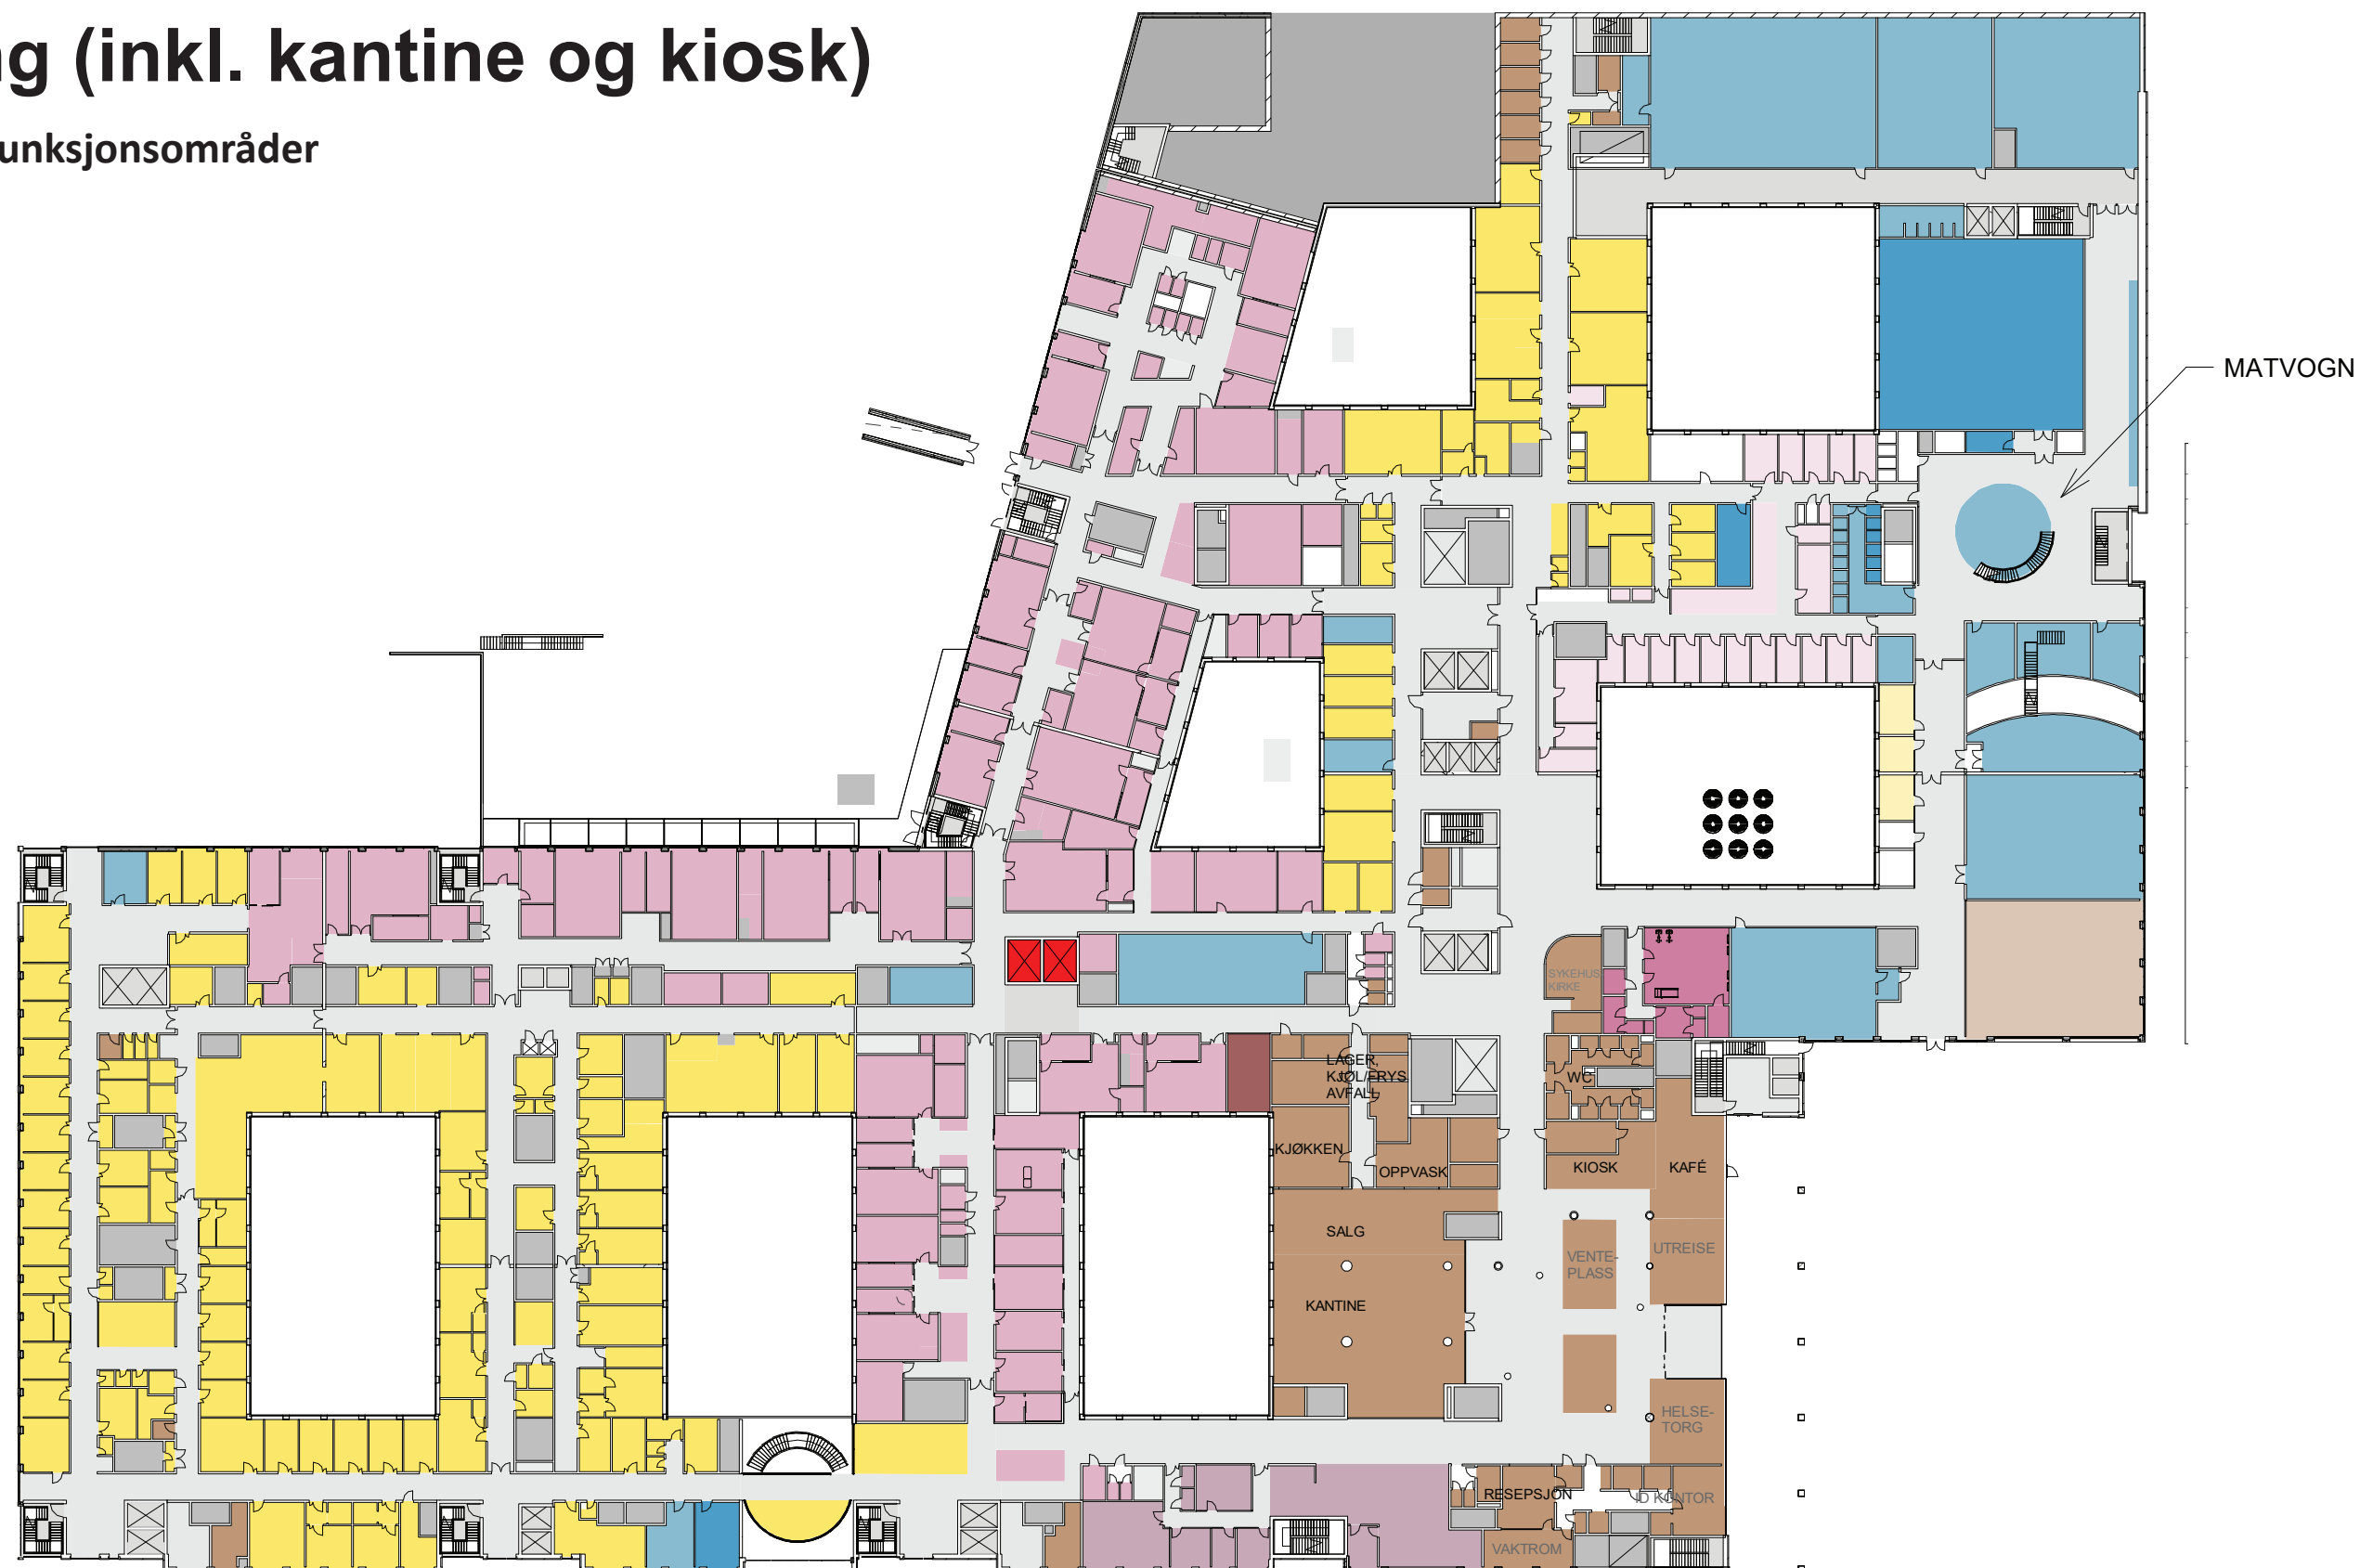 ng (inkl. kantine og kiosk)
unksjonsområder
MATVOGN
SYKEHUS
KIRKE
LAGER,
KJØL/FRYS
AVFALL
WC
KJØKKEN
OPPVASK
KIOSK
KAFÉ
SALG
VENTE-
PLASS
UTREISE
KANTINE
HELSE-
TORG
RESEPSJON
ID KONTOR
VAKTROM